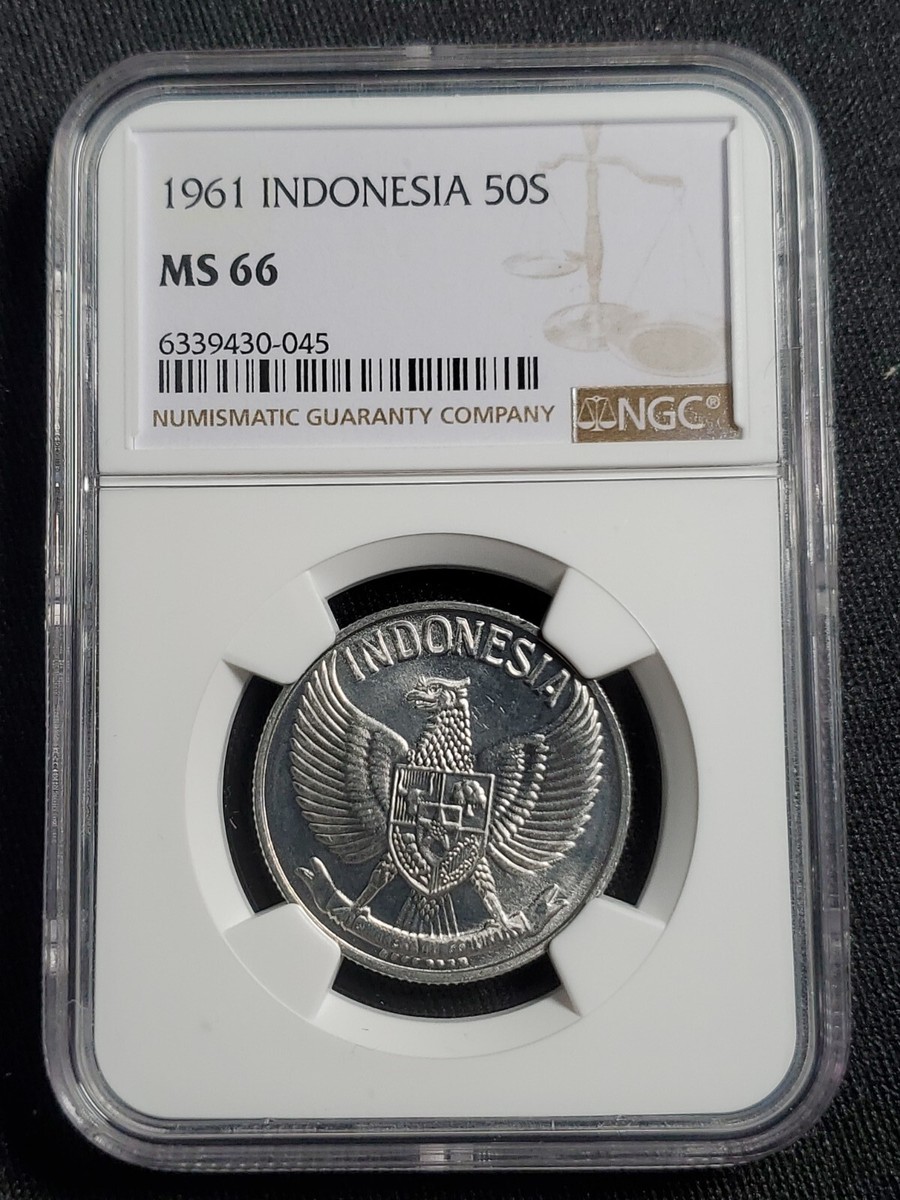 1961 INDONESIA 50S
MS 66
6339430-045
NUMISMATIC GUARANTY COMPANY
NGC®
INDONESIA